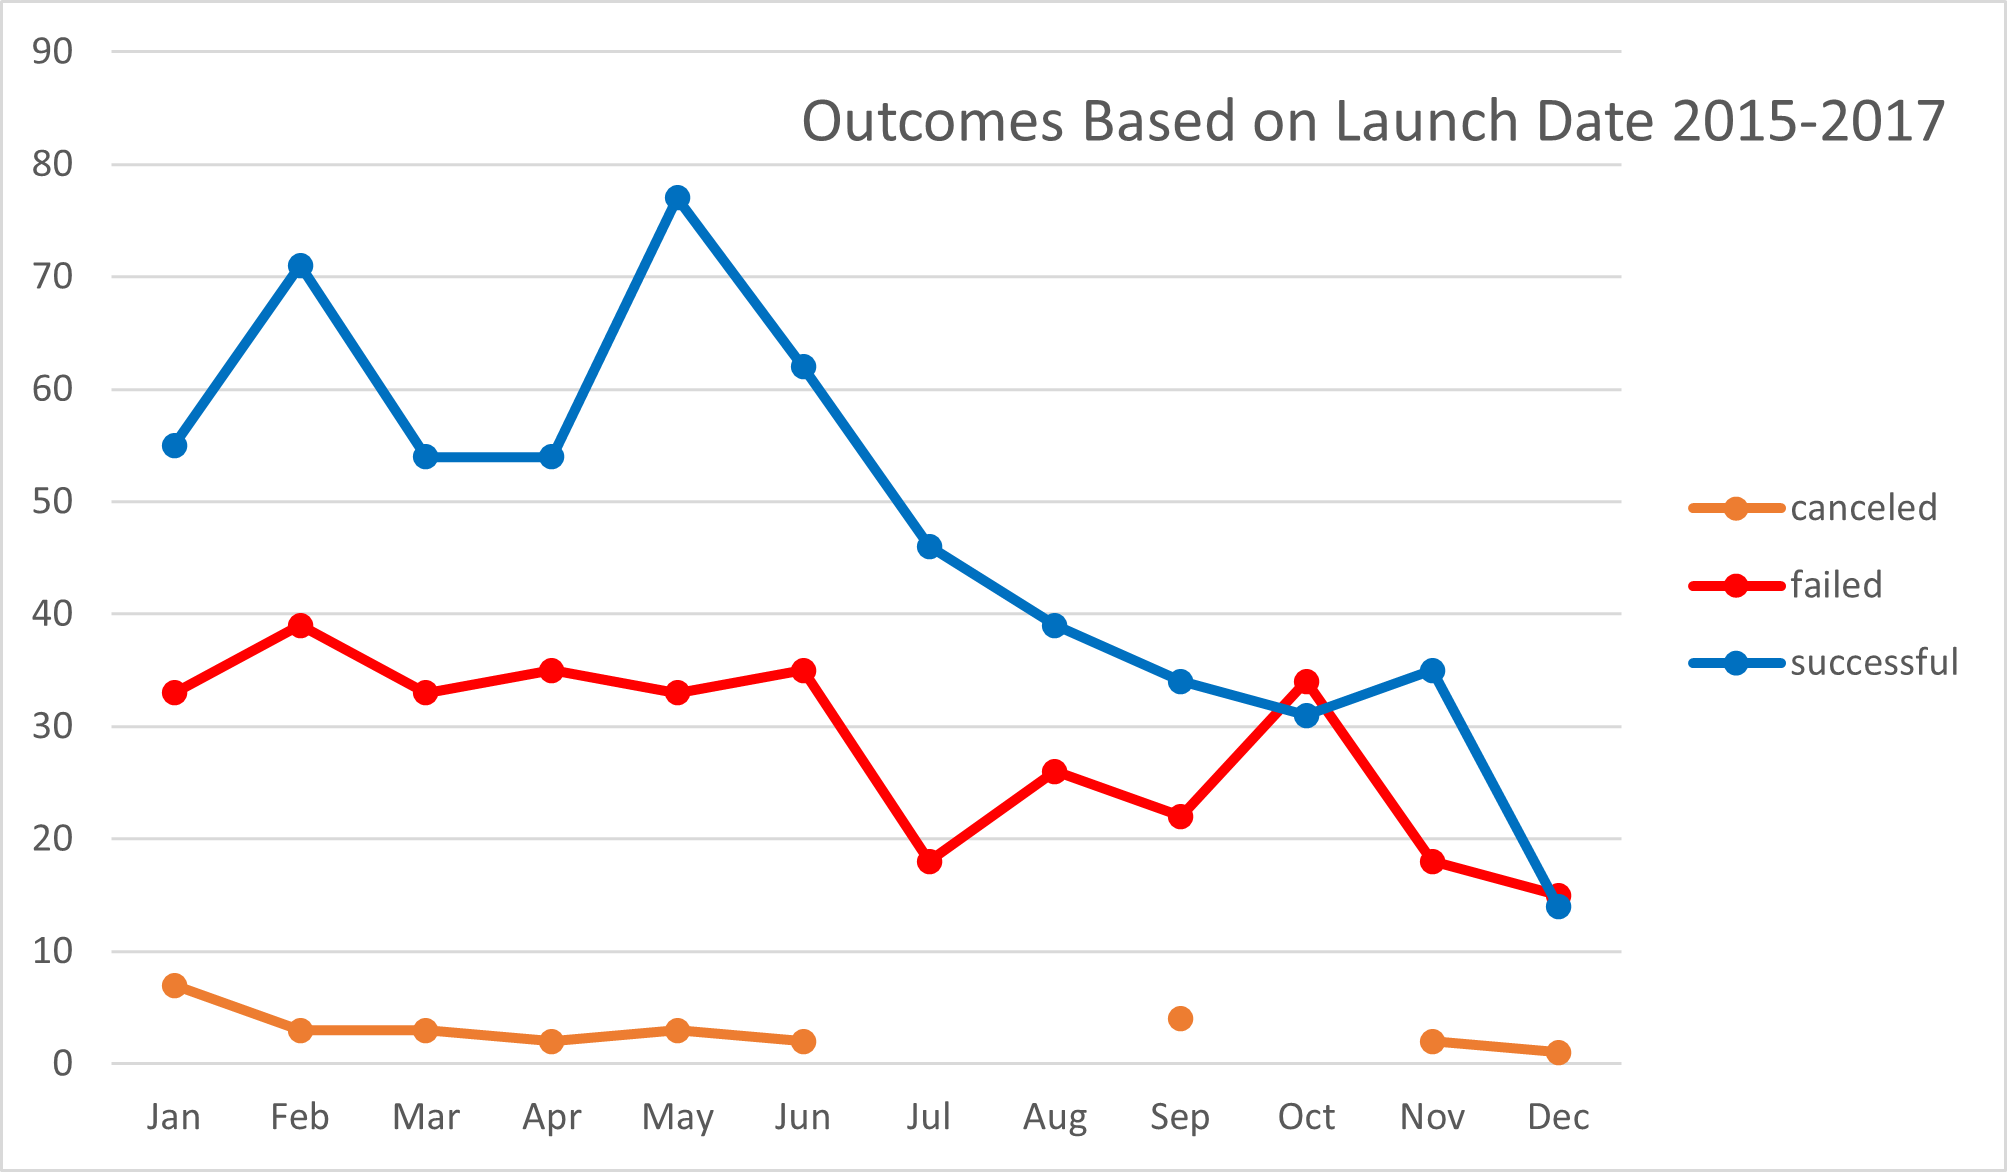 Outcomes Based on Launch Date 2015-2017
90
80
70
60
50
40
30
20
10
0
Jan Feb Mar Apr May Jun Jul Aug Sep Oct Nov Dec
canceled
failed
successful